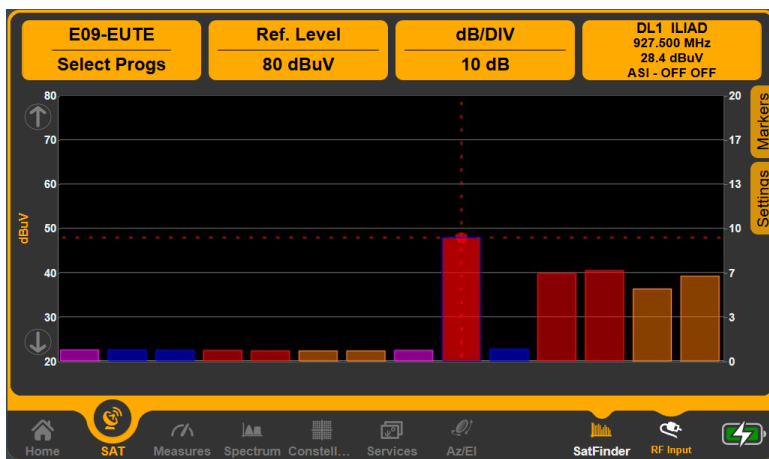 E09-EUTE
Select Progs
Ref. Level
80 dBuV
dB/DIV
10 dB
DL1 ILIAD
927.500 MHz
28.4 dBuV
ASI - OFF OFF
80
70
60
50
40
30
20
dBuV
20
17
13
10
7
3
0
Markers
Settings
Home
SAT
Measures
Spectrum
Constell...
Services
Az/El
SatFinder
RF Input